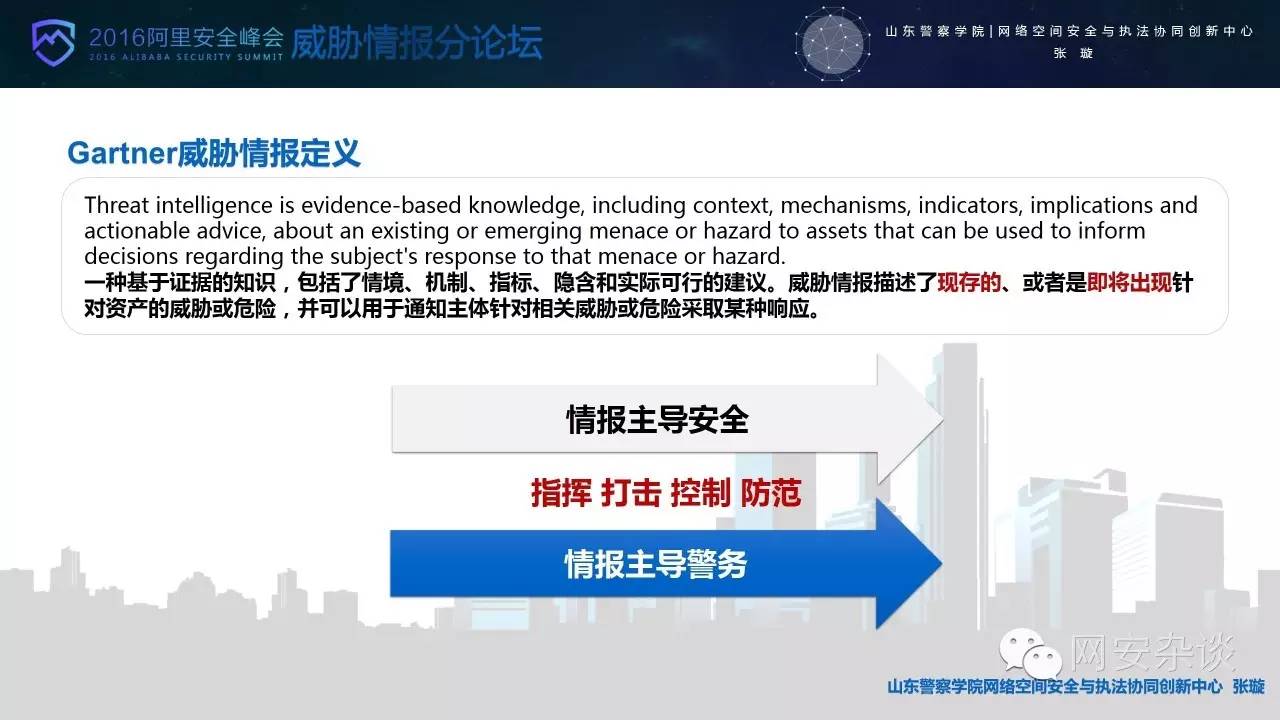 2016阿里安全峰会 威胁情报分论坛
2016 ALIBABA SECURITY SUMMIT
山东警察学院|网络空间安全与执法协同创新中心
张 璇
Gartner威胁情报定义
Threat intelligence is evidence-based knowledge, including context, mechanisms, indicators, implications and
actionable advice, about an existing or emerging menace or hazard to assets that can be used to inform
decisions regarding the subject's response to that menace or hazard.
一种基于证据的知识，包括了情境、机制、指标、隐含和实际可行的建议。威胁情报描述了现存的、或者是即将出现针
对资产的威胁或危险，并可以用于通知主体针对相关威胁或危险采取某种响应。
情报主导安全
指挥 打击 控制 防范
情报主导警务
网安杂谈
山东警察学院网络空间安全与执法协同创新中心 张璇